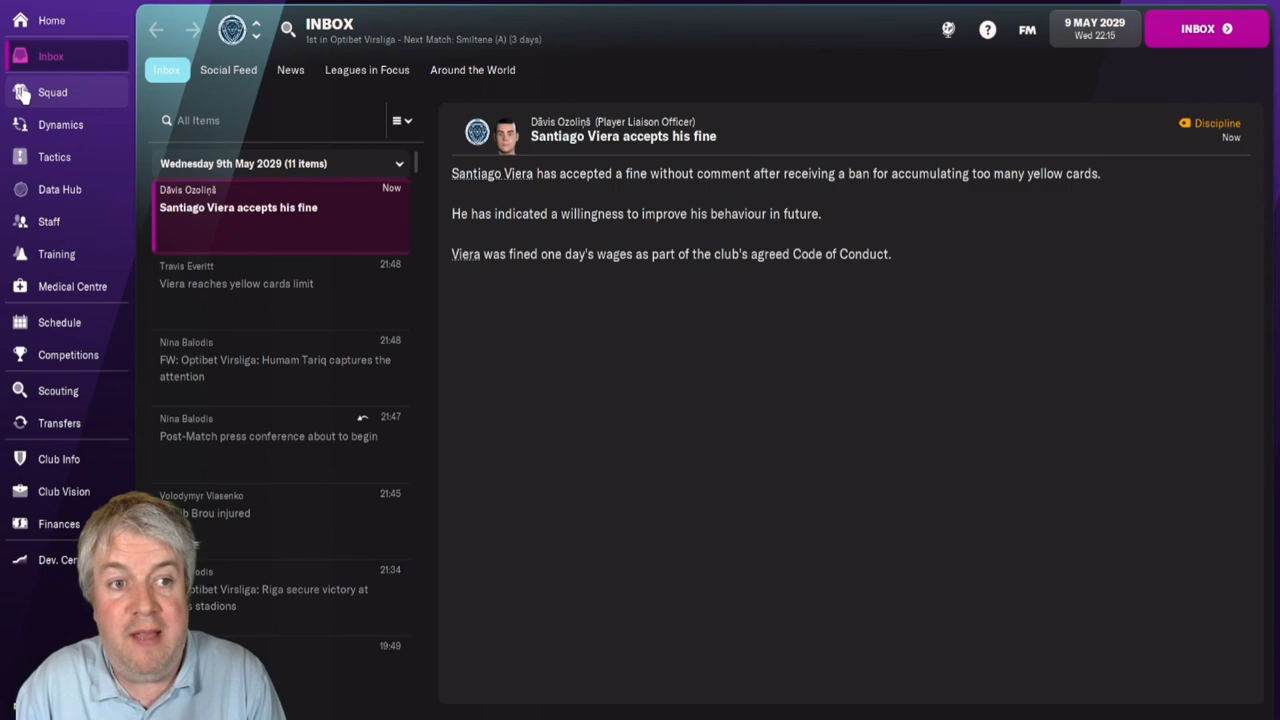 Home
Inbox
Squad
Dynamics
Tactics
Data Hub
Staff
Training
Medical Centre
Schedule
Competitions
Scouting
Transfers
Club Info
Club Vision
Finances
Dev. Cen
INBOX
1st in Optibet Virsliga - Next Match: Smiltene (A) (3 days)
FM
9 MAY 2029
Wed 22:15
INBOX
Inbox
Social Feed
News
Leagues in Focus
Around the World
All Items
Wednesday 9th May 2029 (11 items)
Dāvis Ozoliņš
Now
Santiago Viera accepts his fine
Travis Everitt
21:48
Viera reaches yellow cards limit
Nina Balodis
21:48
FW: Optibet Virsliga: Humam Tariq captures the
attention
Nina Balodis
21:47
Post-Match press conference about to begin
Volodymyr Vlasenko
21:45
b Brou injured
odis
21:34
ptibet Virsliga: Riga secure victory at
s stadions
19:49
Dāvis Ozoliņš (Player Liaison Officer)
Santiago Viera accepts his fine
Discipline
Now
Santiago Viera has accepted a fine without comment after receiving a ban for accumulating too many yellow cards.
He has indicated a willingness to improve his behaviour in future.
Viera was fined one day's wages as part of the club's agreed Code of Conduct.